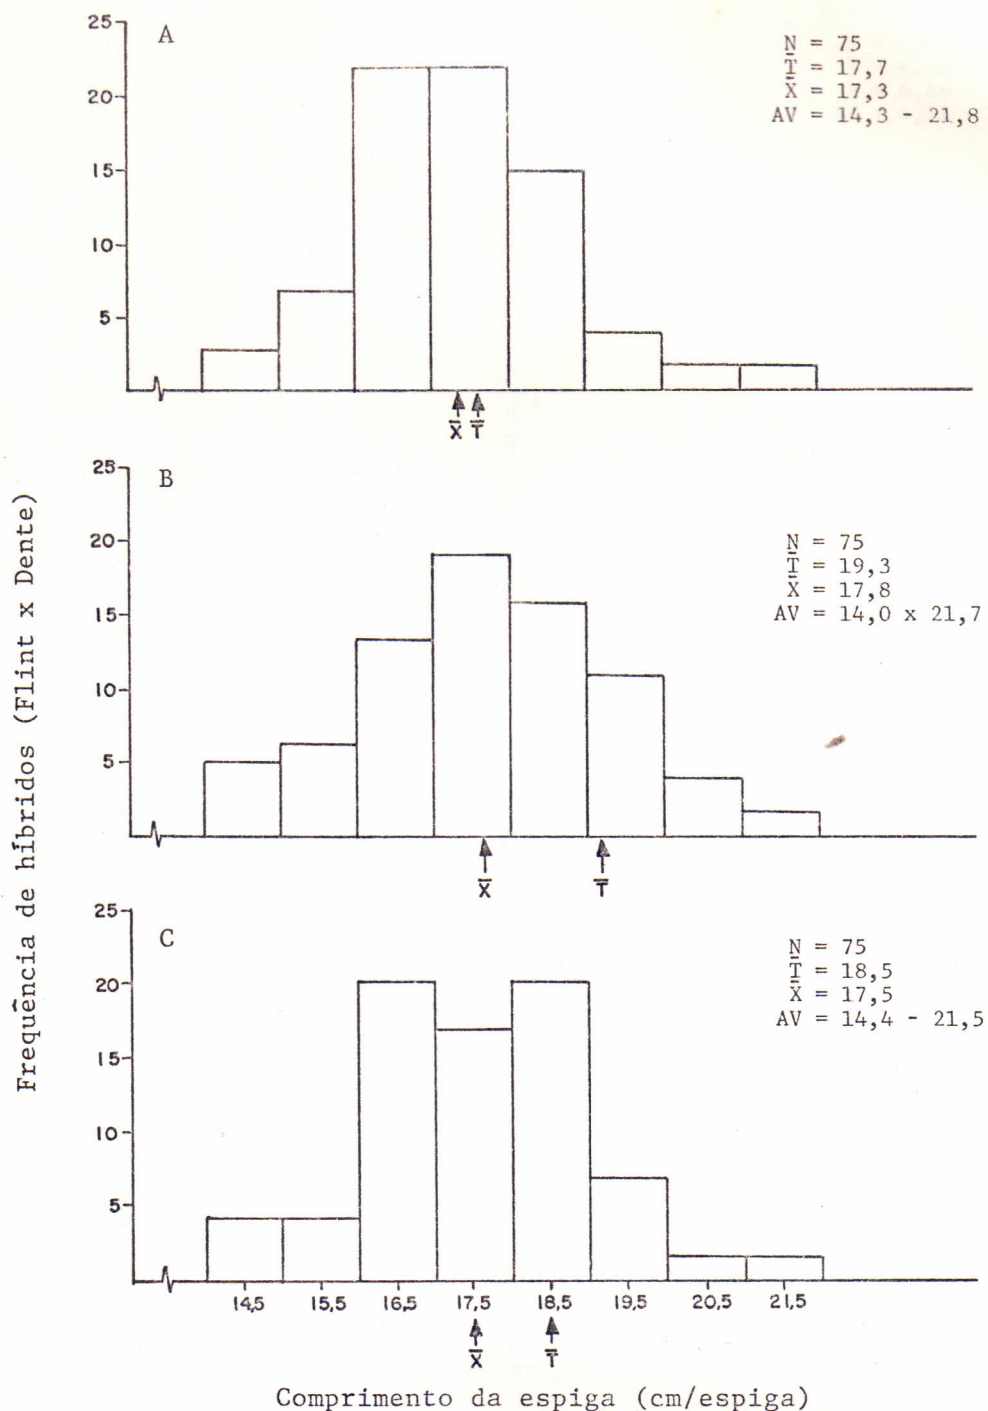 A
N = 75
T̄ = 17,7
X̄ = 17,3
AV = 14,3 - 21,8
25
20
15
10
5
X̄ T̄
B
N = 75
T̄ = 19,3
X̄ = 17,8
AV = 14,0 x 21,7
25
20
15
10
5
X̄ T̄
C
N = 75
T̄ = 18,5
X̄ = 17,5
AV = 14,4 - 21,5
25
20
15
10
5
14,5 15,5 16,5 17,5 18,5 19,5 20,5 21,5
X̄ T̄
Frequência de híbridos (Flint x Dente)
Comprimento da espiga (cm/espiga)